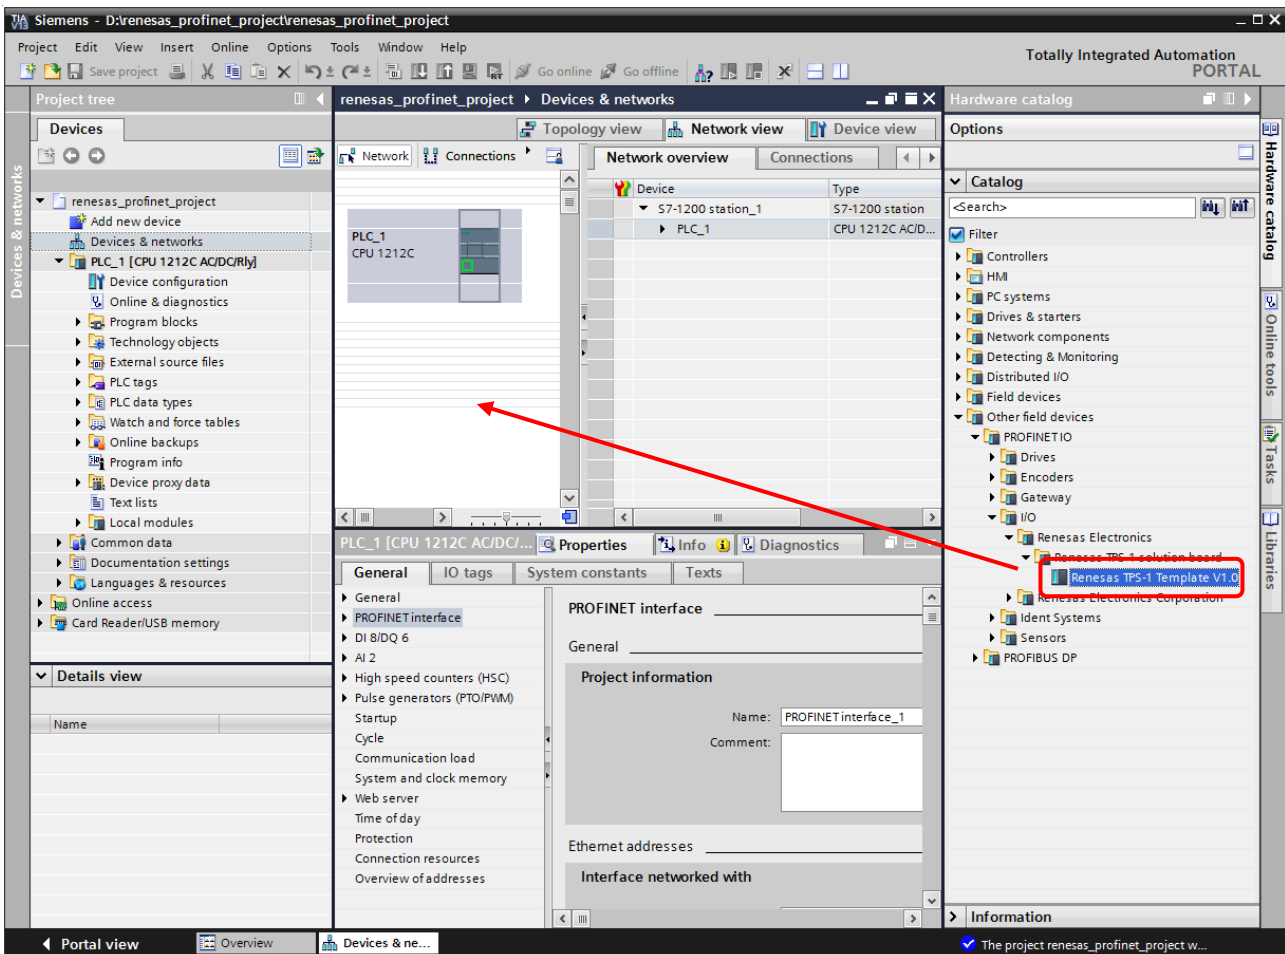 TIA V13 Siemens - D:\renesas_profinet_project\renesas_profinet_project
Project Edit View Insert Online Options Tools Window Help
Totally Integrated Automation
PORTAL
Save project Go online Go offline
Project tree
Devices
Devices & networks
renesas_profinet_project
Add new device
Devices & networks
PLC_1 [CPU 1212C AC/DC/Rly]
Device configuration
Online & diagnostics
Program blocks
Technology objects
External source files
PLC tags
PLC data types
Watch and force tables
Online backups
Program info
Device proxy data
Text lists
Local modules
Common data
Documentation settings
Languages & resources
Online access
Card Reader/USB memory
Details view
Name
renesas_profinet_project Devices & networks
Topology view Network view Device view
Network Connections
PLC_1
CPU 1212C
Network overview Connections
Device Type
S7-1200 station_1 S7-1200 station
PLC_1 CPU 1212C AC/D...
PLC_1 [CPU 1212C AC/DC/... Properties Info Diagnostics
General IO tags System constants Texts
General
PROFINET interface
DI 8/DQ 6
AI 2
High speed counters (HSC)
Pulse generators (PTO/PWM)
Startup
Cycle
Communication load
System and clock memory
Web server
Time of day
Protection
Connection resources
Overview of addresses
PROFINET interface
General
Project information
Name: PROFINET interface_1
Comment:
Ethernet addresses
Interface networked with
Hardware catalog
Options
Catalog
<Search>
Filter
Controllers
HMI
PC systems
Drives & starters
Network components
Detecting & Monitoring
Distributed I/O
Field devices
Other field devices
PROFINET IO
Drives
Encoders
Gateway
I/O
Renesas Electronics
Renesas TPS-1 solution board
Renesas TPS-1 Template V1.0
Renesas Electronics Corporation
Ident Systems
Sensors
PROFIBUS DP
Information
Hardware catalog
Online tools
Tasks
Libraries
Portal view Overview Devices & ne... The project renesas_profinet_project w...